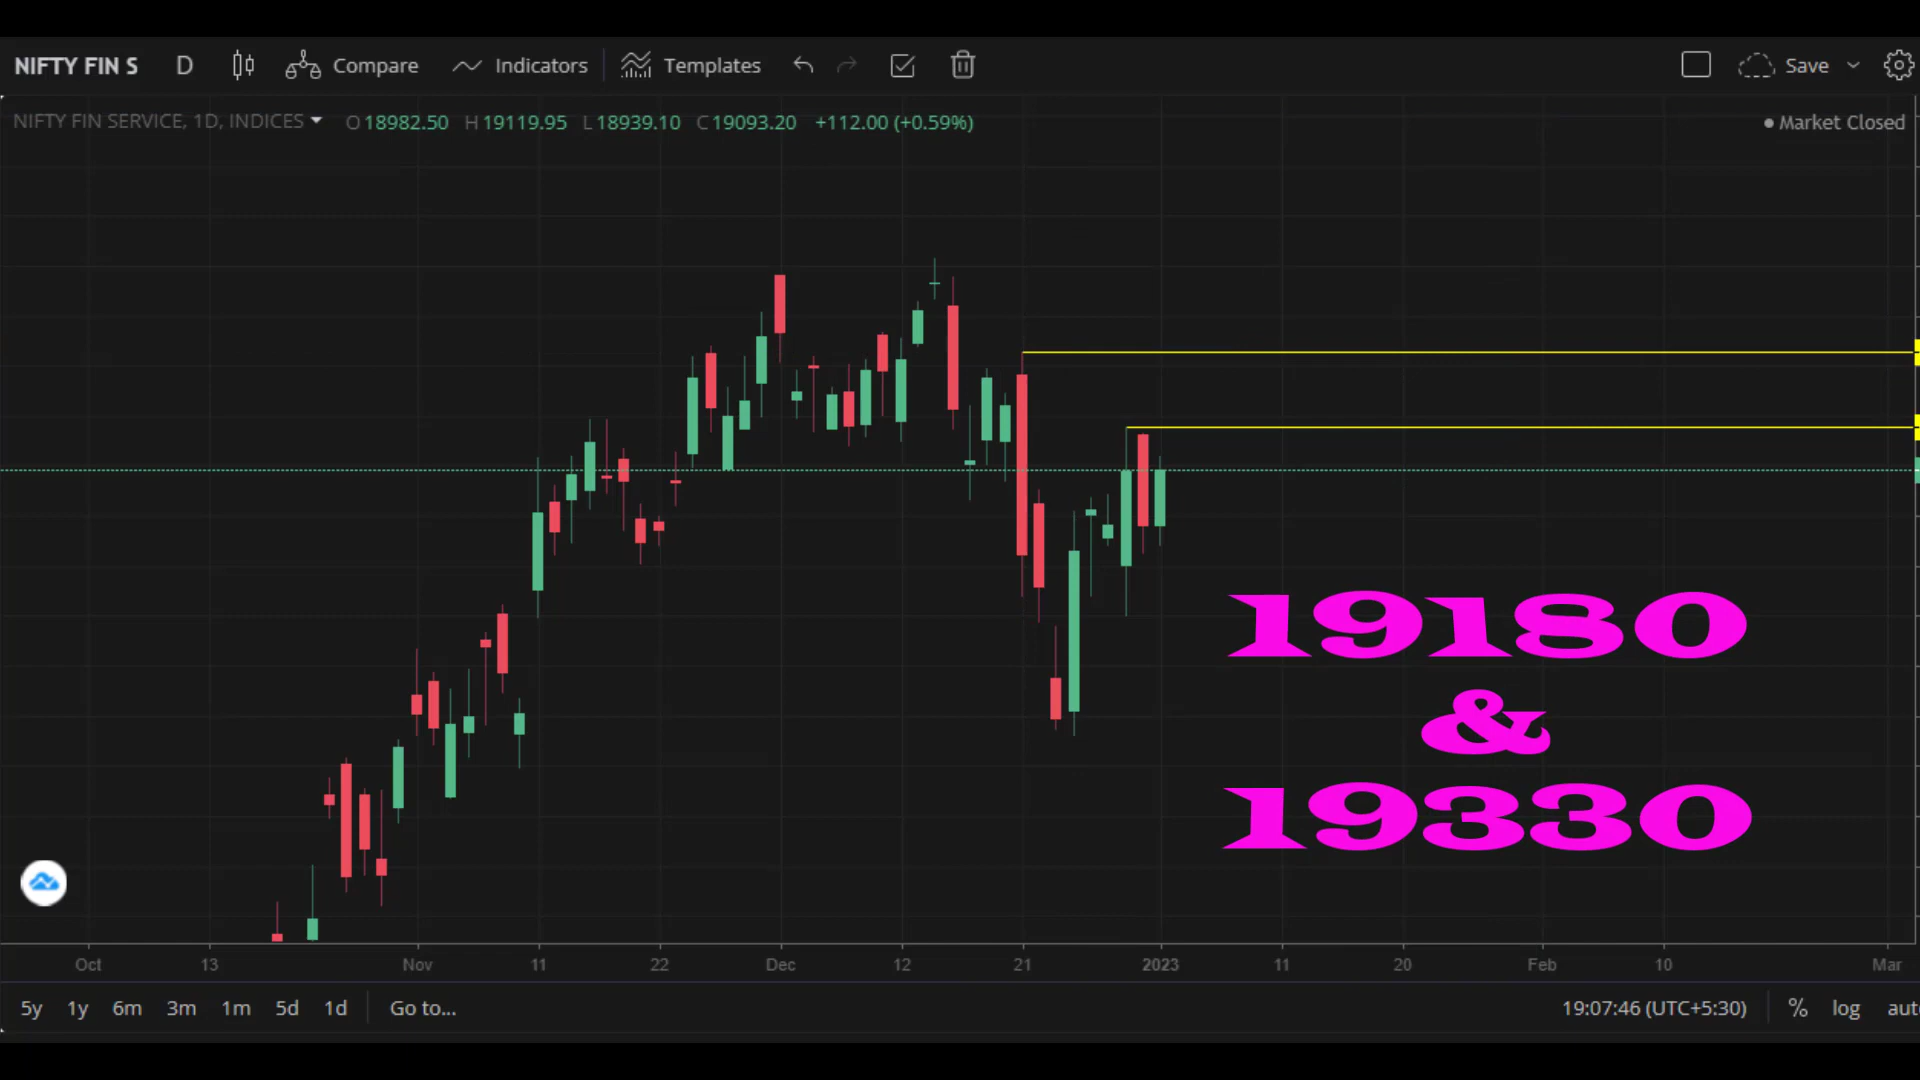 NIFTY FIN S D Compare Indicators Templates Save
NIFTY FIN SERVICE, 1D, INDICES O 18982.50 H 19119.95 L 18939.10 C 19093.20 +112.00 (+0.59%) Market Closed
19180
&
19330
Oct 13 Nov 11 22 Dec 12 21 2023 11 20 Feb 10 Mar
5y 1y 6m 3m 1m 5d 1d Go to... 19:07:46 (UTC+5:30) % log aut